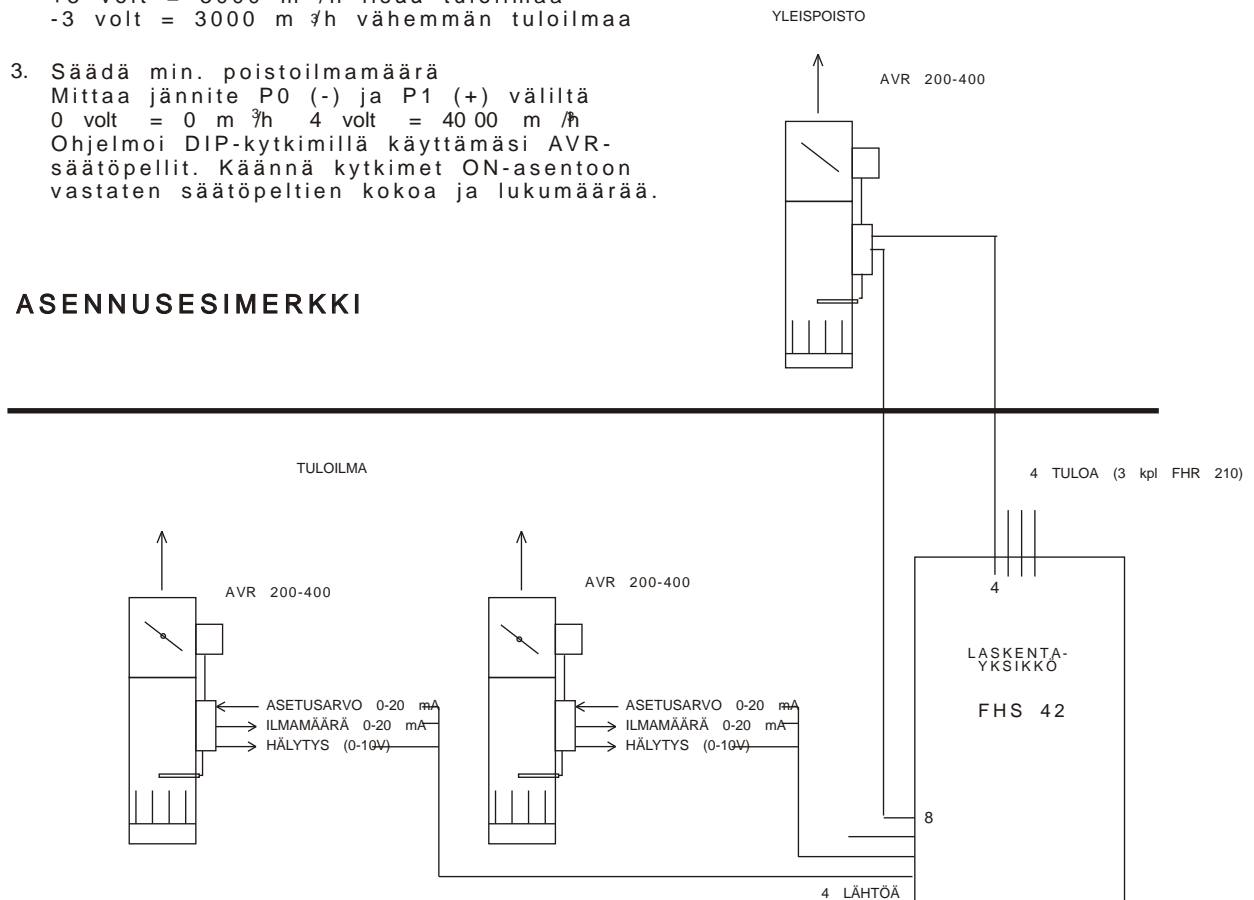 -3 volt = 3000 m³/h vähemmän tuloilmaa
3. Säädä min. poistoilmamäärä
Mittaa jännite P0 (-) ja P1 (+) väliltä
0 volt = 0 m³/h 4 volt = 40 00 m³/h
Ohjelmoi DIP-kytkimillä käyttämäsi AVR-
säätöpellit. Käännä kytkimet ON-asentoon
vastaten säätöpeltien kokoa ja lukumäärää.
ASENNUSESIMERKKI
YLEISPOISTO
AVR 200-400
TULOILMA
4 TULOA (3 kpl FHR 210)
AVR 200-400
ASETUSARVO 0-20 mA
ILMAMÄÄRÄ 0-20 mA
HÄLYTYS (0-10V)
AVR 200-400
ASETUSARVO 0-20 mA
ILMAMÄÄRÄ 0-20 mA
HÄLYTYS (0-10V)
4
LASKENTA-
YKSIKKÖ
FHS 42
8
4 LÄHTÖÄ